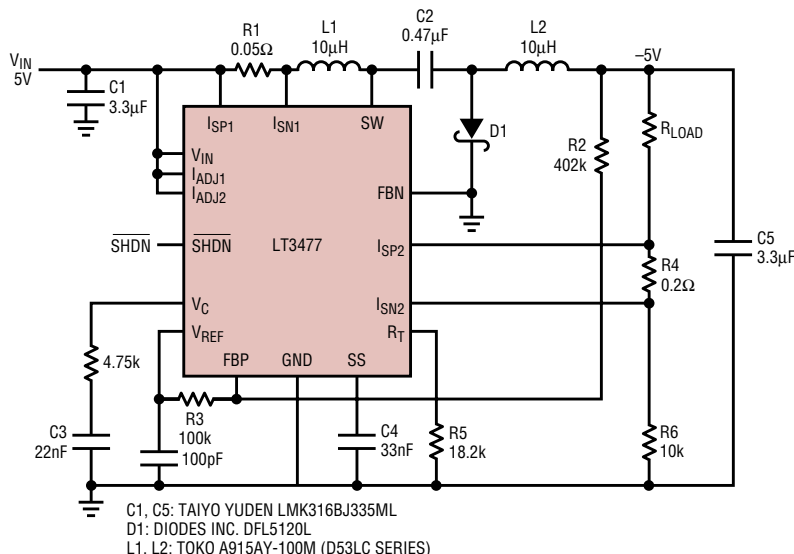 V_IN
5V
C1
3.3µF
R1
0.05Ω
L1
10µH
C2
0.47µF
L2
10µH
–5V
D1
R2
402k
R_LOAD
C5
3.3µF
R4
0.2Ω
R6
10k
I_SP1
I_SN1
SW
V_IN
I_ADJ1
I_ADJ2
FBN
SHDN
SHDN
LT3477
I_SP2
I_SN2
V_C
V_REF
R_T
FBP
GND
SS
4.75k
C3
22nF
R3
100k
100pF
C4
33nF
R5
18.2k
C1, C5: TAIYO YUDEN LMK316BJ335ML
D1: DIODES INC. DFL5120L
L1, L2: TOKO A915AY-100M (D53LC SERIES)